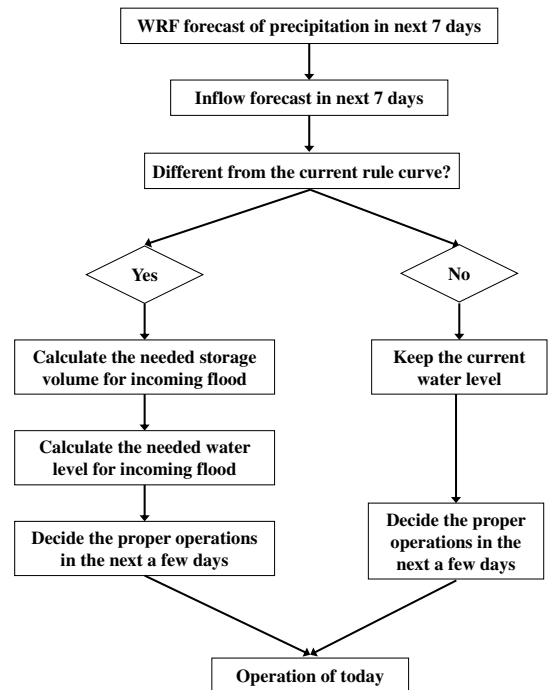 WRF forecast of precipitation in next 7 days
Inflow forecast in next 7 days
Different from the current rule curve?
Yes
No
Calculate the needed storage
volume for incoming flood
Keep the current
water level
Calculate the needed water
level for incoming flood
Decide the proper operations
in the next a few days
Decide the proper
operations in the
next a few days
Operation of today